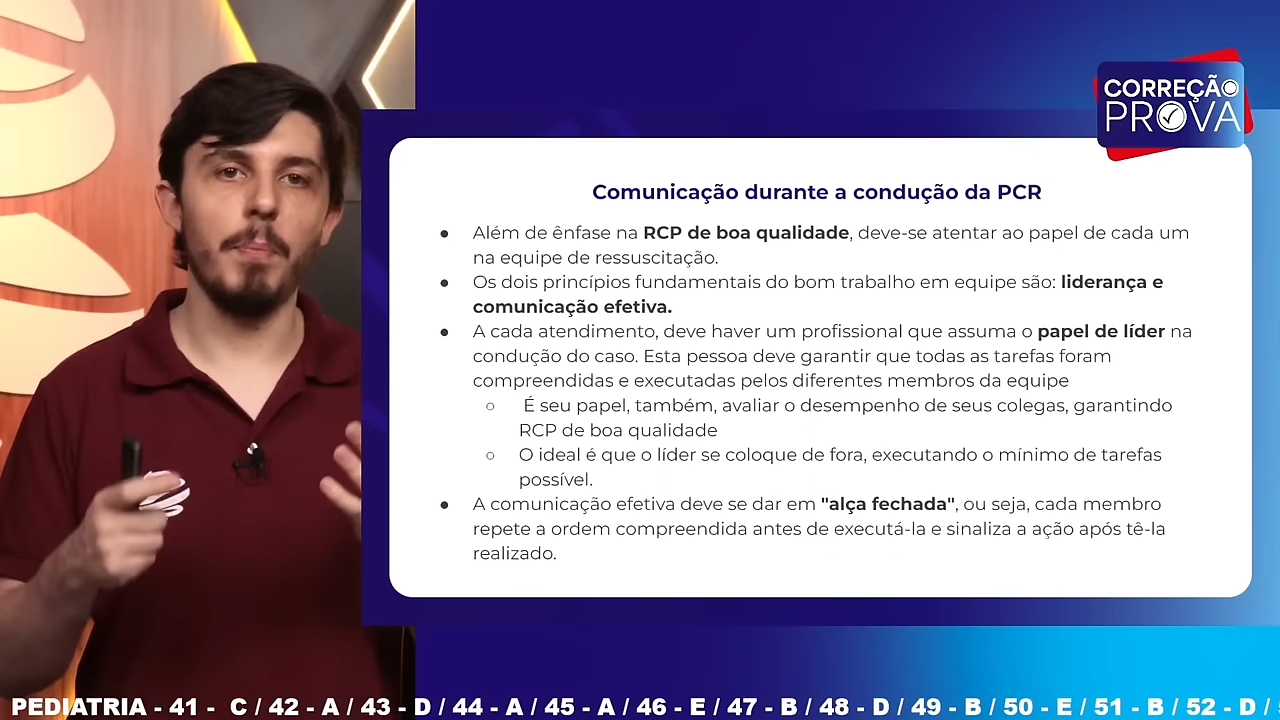 CORREÇÃO
PROVA
Comunicação durante a condução da PCR
● Além de ênfase na RCP de boa qualidade, deve-se atentar ao papel de cada um
na equipe de ressuscitação.
● Os dois princípios fundamentais do bom trabalho em equipe são: liderança e
comunicação efetiva.
● A cada atendimento, deve haver um profissional que assuma o papel de líder na
condução do caso. Esta pessoa deve garantir que todas as tarefas foram
compreendidas e executadas pelos diferentes membros da equipe
○ É seu papel, também, avaliar o desempenho de seus colegas, garantindo
RCP de boa qualidade
○ O ideal é que o líder se coloque de fora, executando o mínimo de tarefas
possível.
● A comunicação efetiva deve se dar em "alça fechada", ou seja, cada membro
repete a ordem compreendida antes de executá-la e sinaliza a ação após tê-la
realizado.
PEDIATRIA - 41 - C / 42 - A / 43 - D / 44 - A / 45 - A / 46 - E / 47 - B / 48 - D / 49 - B / 50 - E / 51 - B / 52 - D /